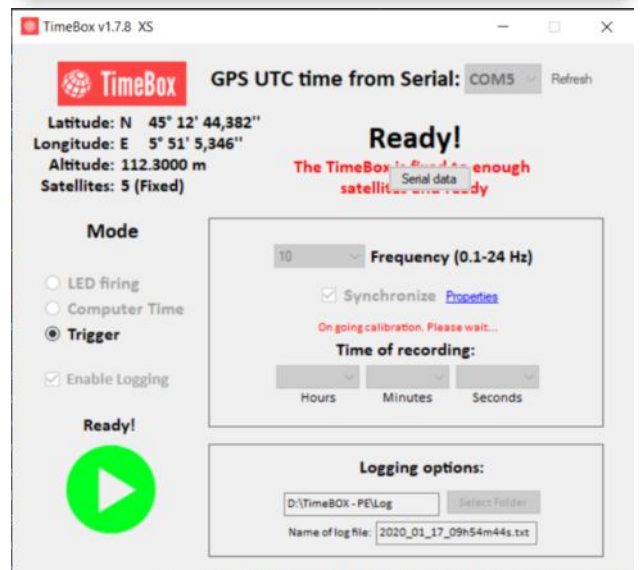 TimeBox v1.7.8 XS
TimeBox
GPS UTC time from Serial: COM5 Refresh
Latitude: N 45° 12' 44,382''
Longitude: E 5° 51' 5,346''
Altitude: 112.3000 m
Satellites: 5 (Fixed)
Ready!
The TimeBox is fixed to enough
Serial data
satellites and ready
Mode
LED firing
Computer Time
Trigger
Enable Logging
Ready!
10 Frequency (0.1-24 Hz)
Synchronize Properties
On going calibration. Please wait...
Time of recording:
Hours Minutes Seconds
Logging options:
D:\TimeBOX - PE\Log Select Folder
Name of log file: 2020_01_17_09h54m44s.txt